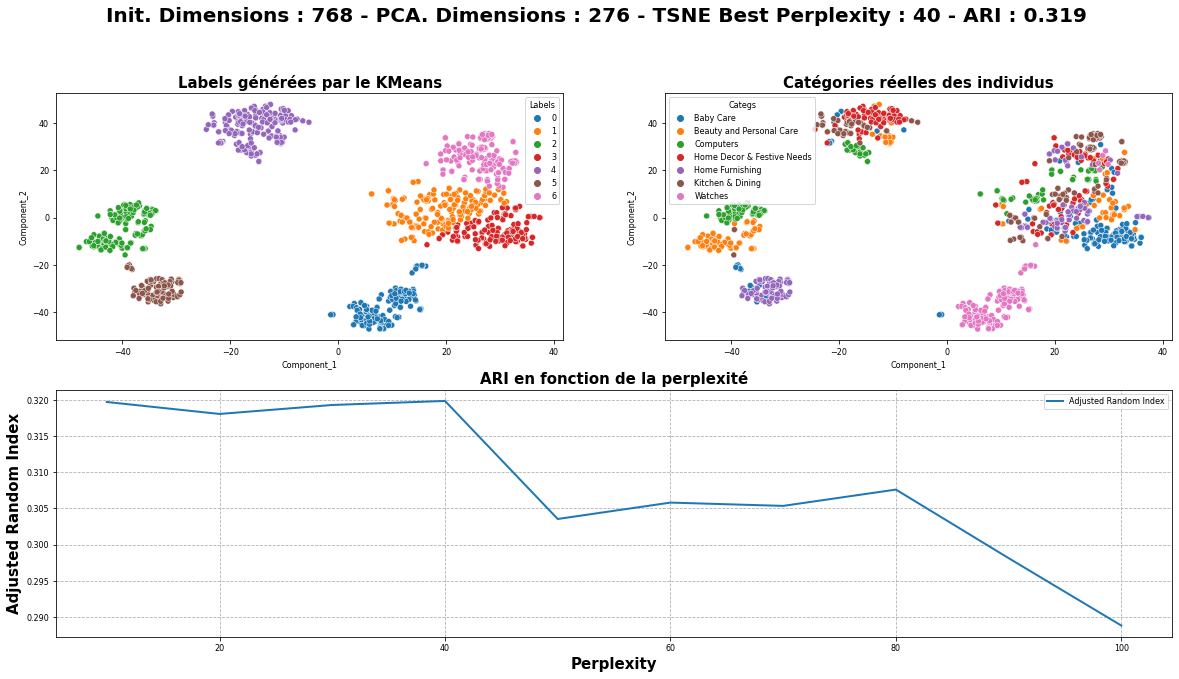 Init. Dimensions : 768 - PCA. Dimensions : 276 - TSNE Best Perplexity : 40 - ARI : 0.319
Labels générées par le KMeans
Labels
0
1
2
3
4
5
6
40
20
0
−20
−40
Component_2
−40
−20
0
20
40
Component_1
Catégories réelles des individus
Categs
Baby Care
Beauty and Personal Care
Computers
Home Decor & Festive Needs
Home Furnishing
Kitchen & Dining
Watches
40
20
0
−20
−40
Component_2
−40
−20
0
20
40
Component_1
ARI en fonction de la perplexité
Adjusted Random Index
0.320
0.315
0.310
0.305
0.300
0.295
0.290
Adjusted Random Index
20
40
60
80
100
Perplexity